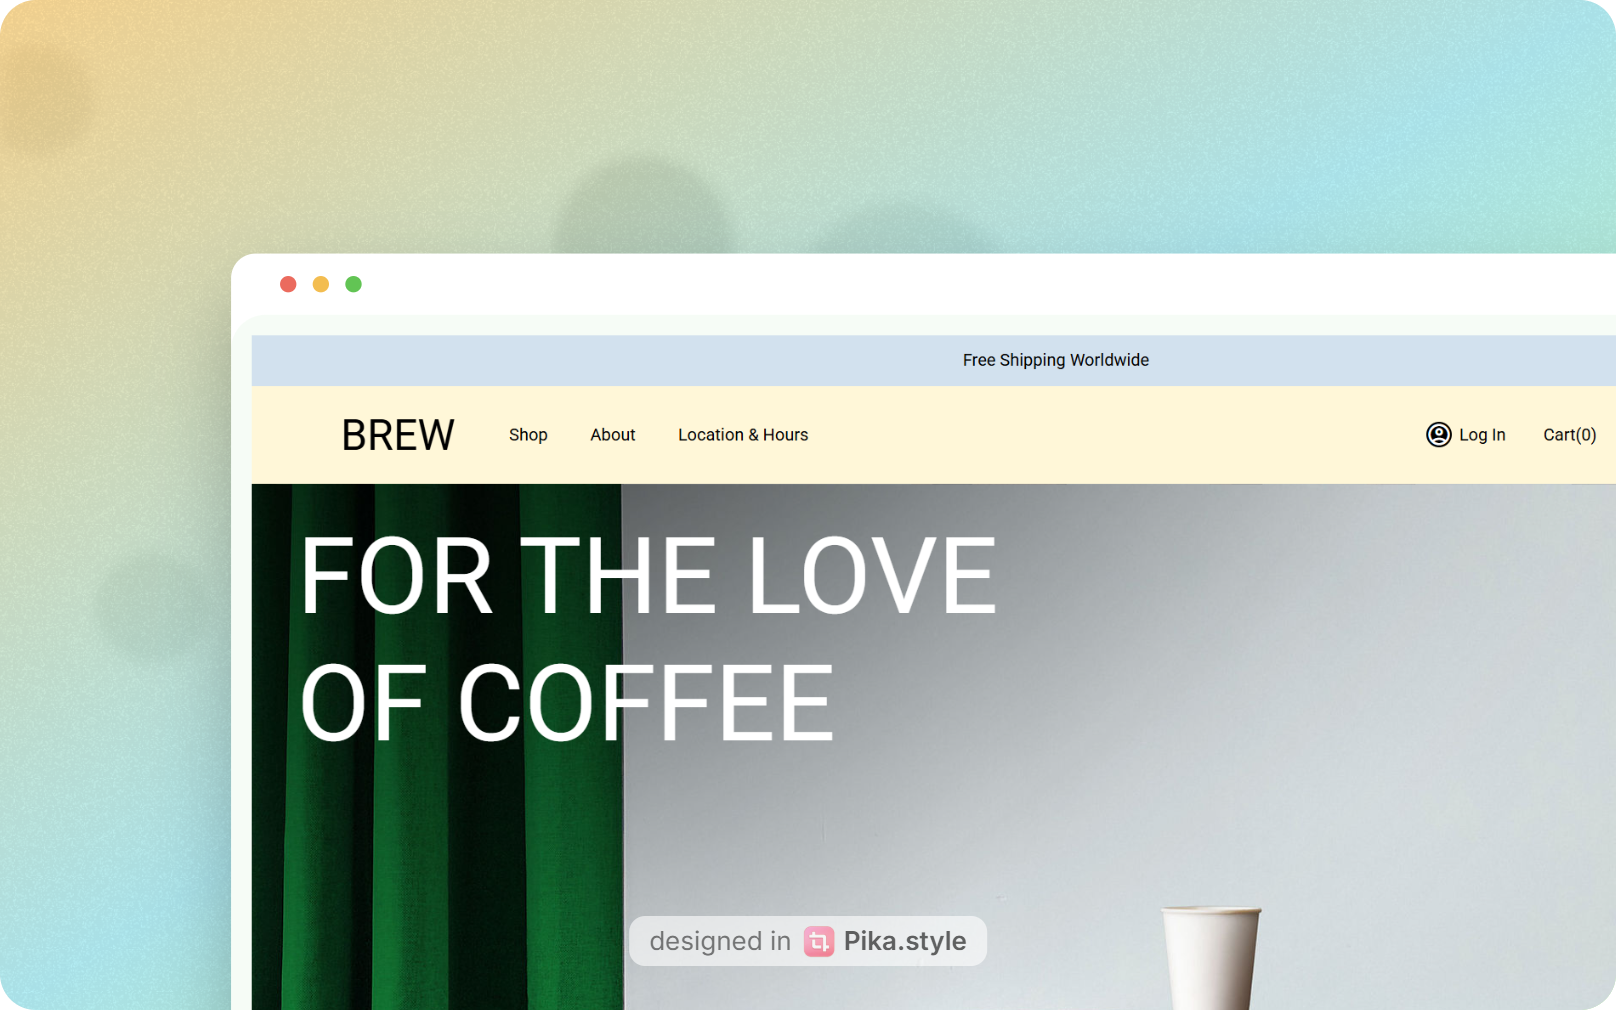 Free Shipping Worldwide
BREW Shop About Location & Hours Log In Cart(0)
FOR THE LOVE
OF COFFEE
designed in Pika.style